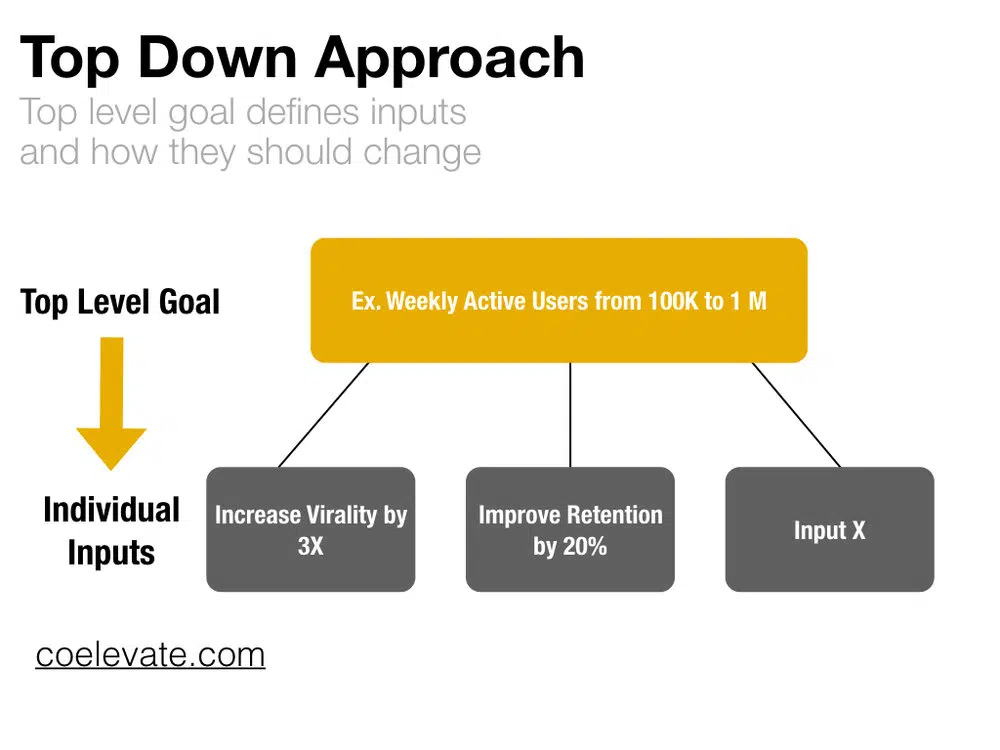 Top Down Approach
Top level goal defines inputs
and how they should change
Top Level Goal
Ex. Weekly Active Users from 100K to 1 M
Individual
Inputs
Increase Virality by
3X
Improve Retention
by 20%
Input X
coelevate.com